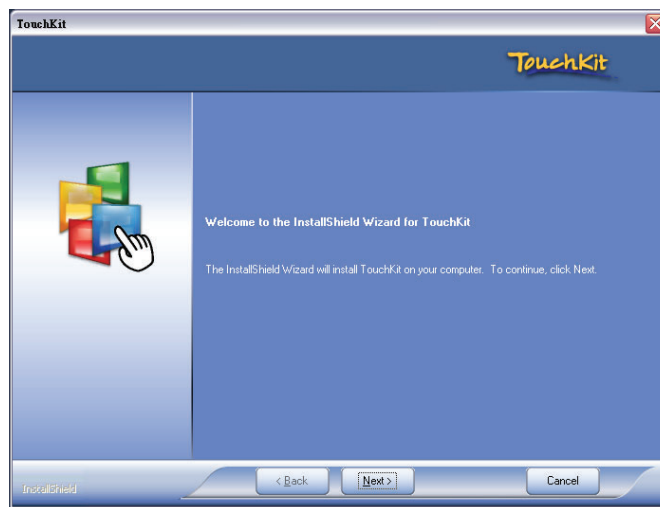 TouchKit
TouchKit
Welcome to the InstallShield Wizard for TouchKit
The InstallShield Wizard will install TouchKit on your computer. To continue, click Next.
InstallShield
< Back
Next >
Cancel